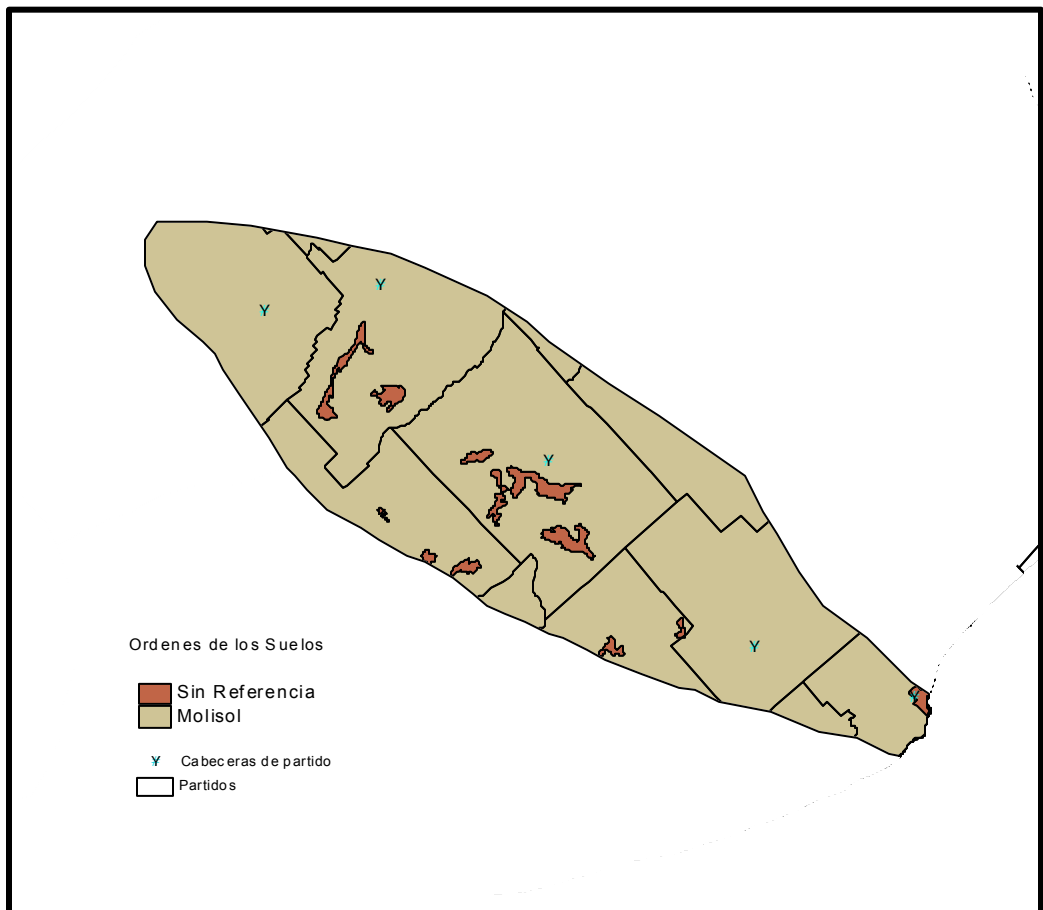 Y
Y
Y
Y
Y
Ordenes de los Suelos
Sin Referencia
Molisol
Y Cabeceras de partido
Partidos